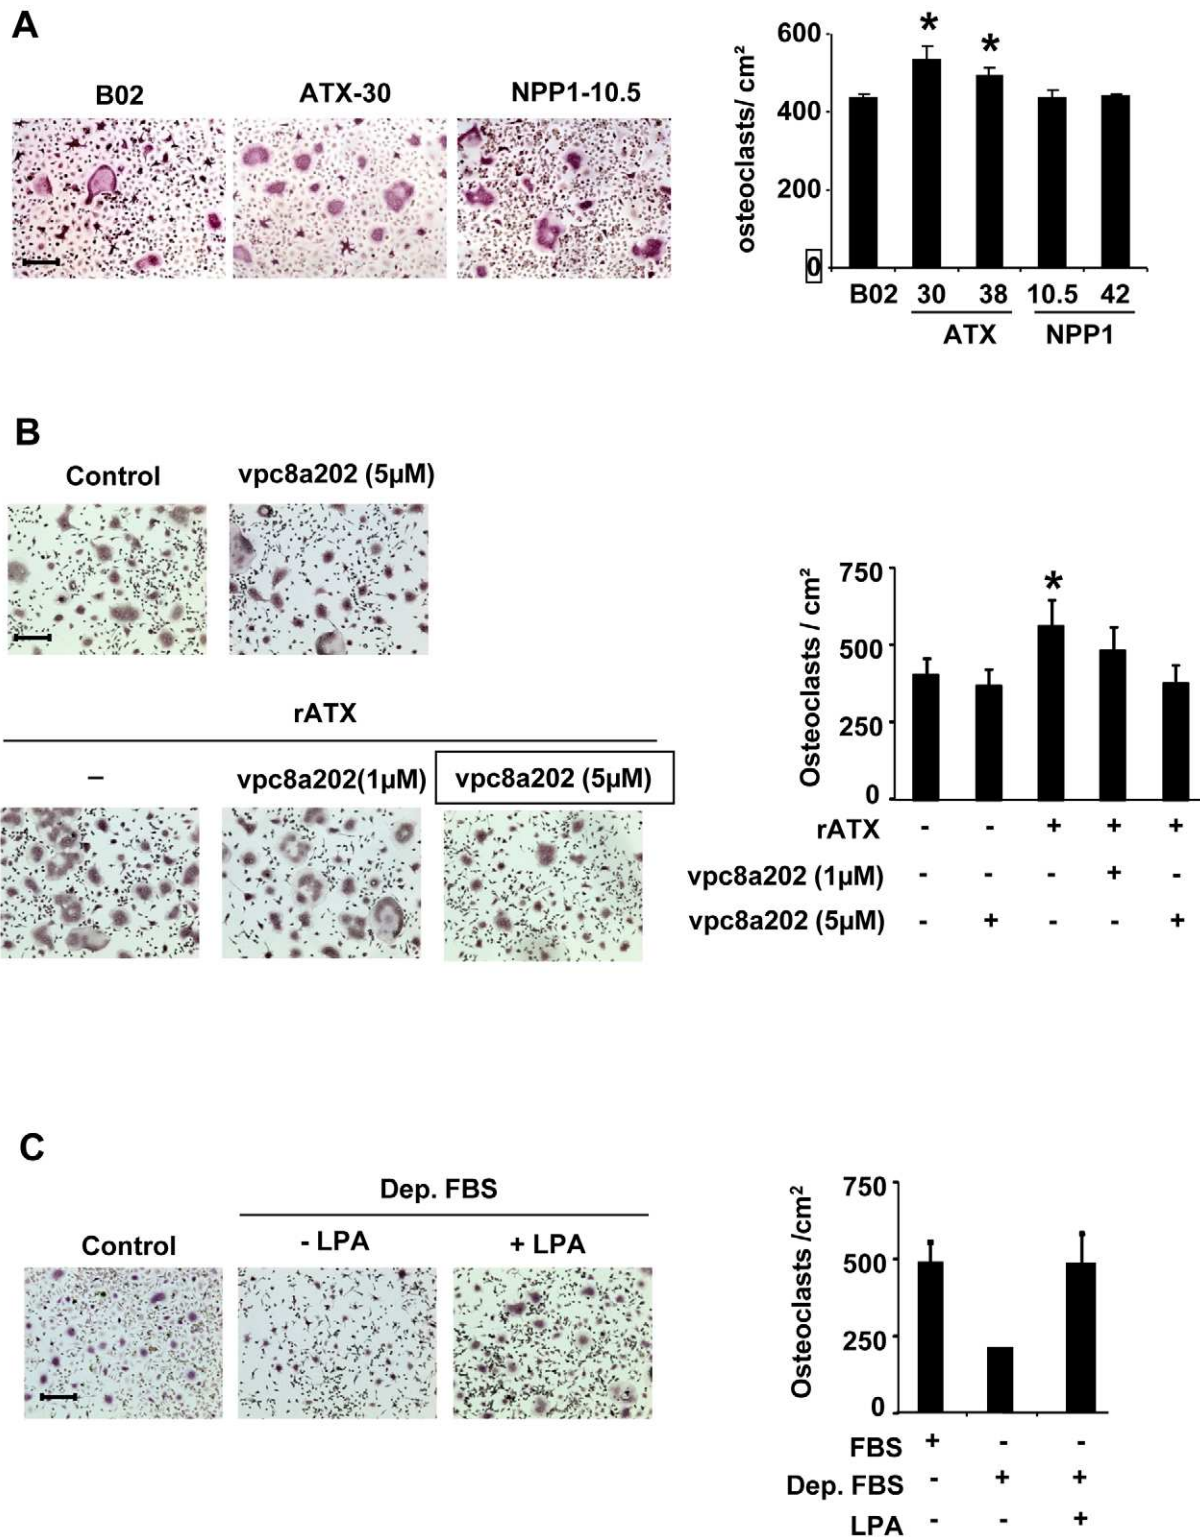 A
B02 ATX-30 NPP1-10.5
osteoclasts/ cm²
600
400
200
0
B02 30 38 10.5 42
ATX NPP1
* *
B
Control vpc8a202 (5µM)
rATX
– vpc8a202(1µM) vpc8a202 (5µM)
Osteoclasts / cm²
750
500
250
0
*
rATX - - + + +
vpc8a202 (1µM) - - - + -
vpc8a202 (5µM) - + - - +
C
Dep. FBS
Control - LPA + LPA
Osteoclasts /cm²
750
500
250
0
FBS + - -
Dep. FBS - + +
LPA - - +